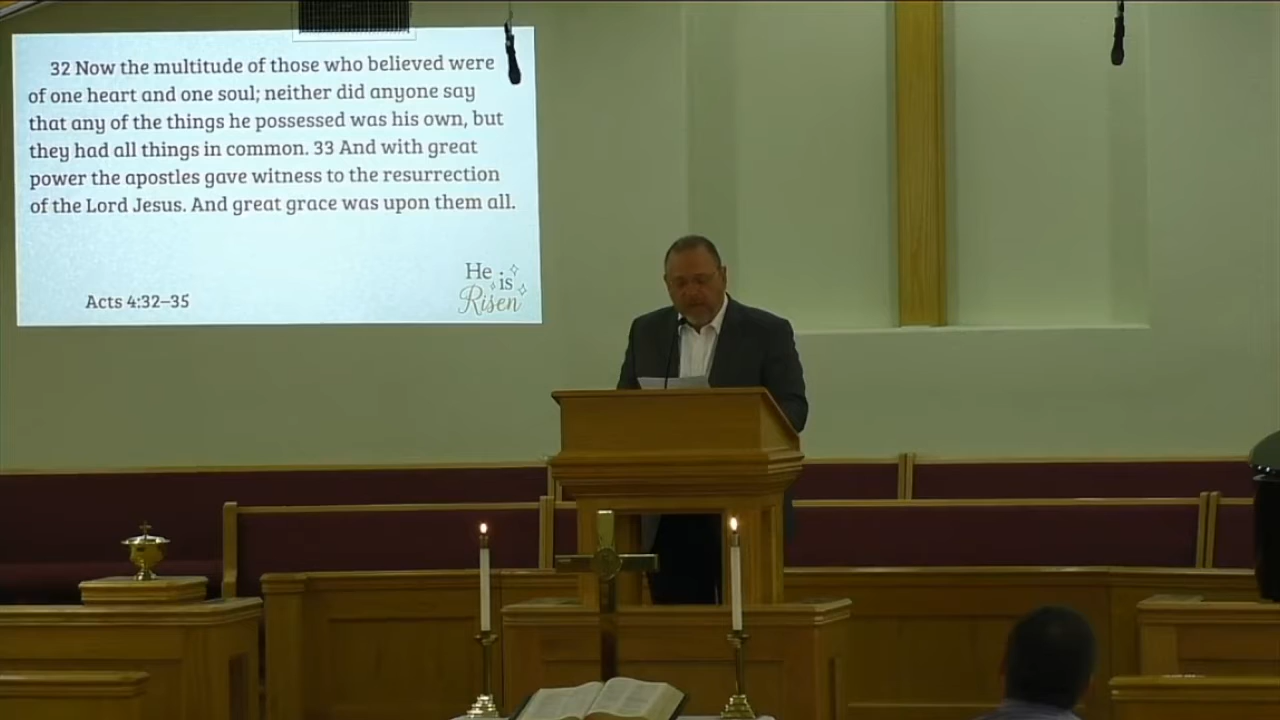 32 Now the multitude of those who believed were
of one heart and one soul; neither did anyone say
that any of the things he possessed was his own, but
they had all things in common. 33 And with great
power the apostles gave witness to the resurrection
of the Lord Jesus. And great grace was upon them all.
Acts 4:32–35
He
is
Risen